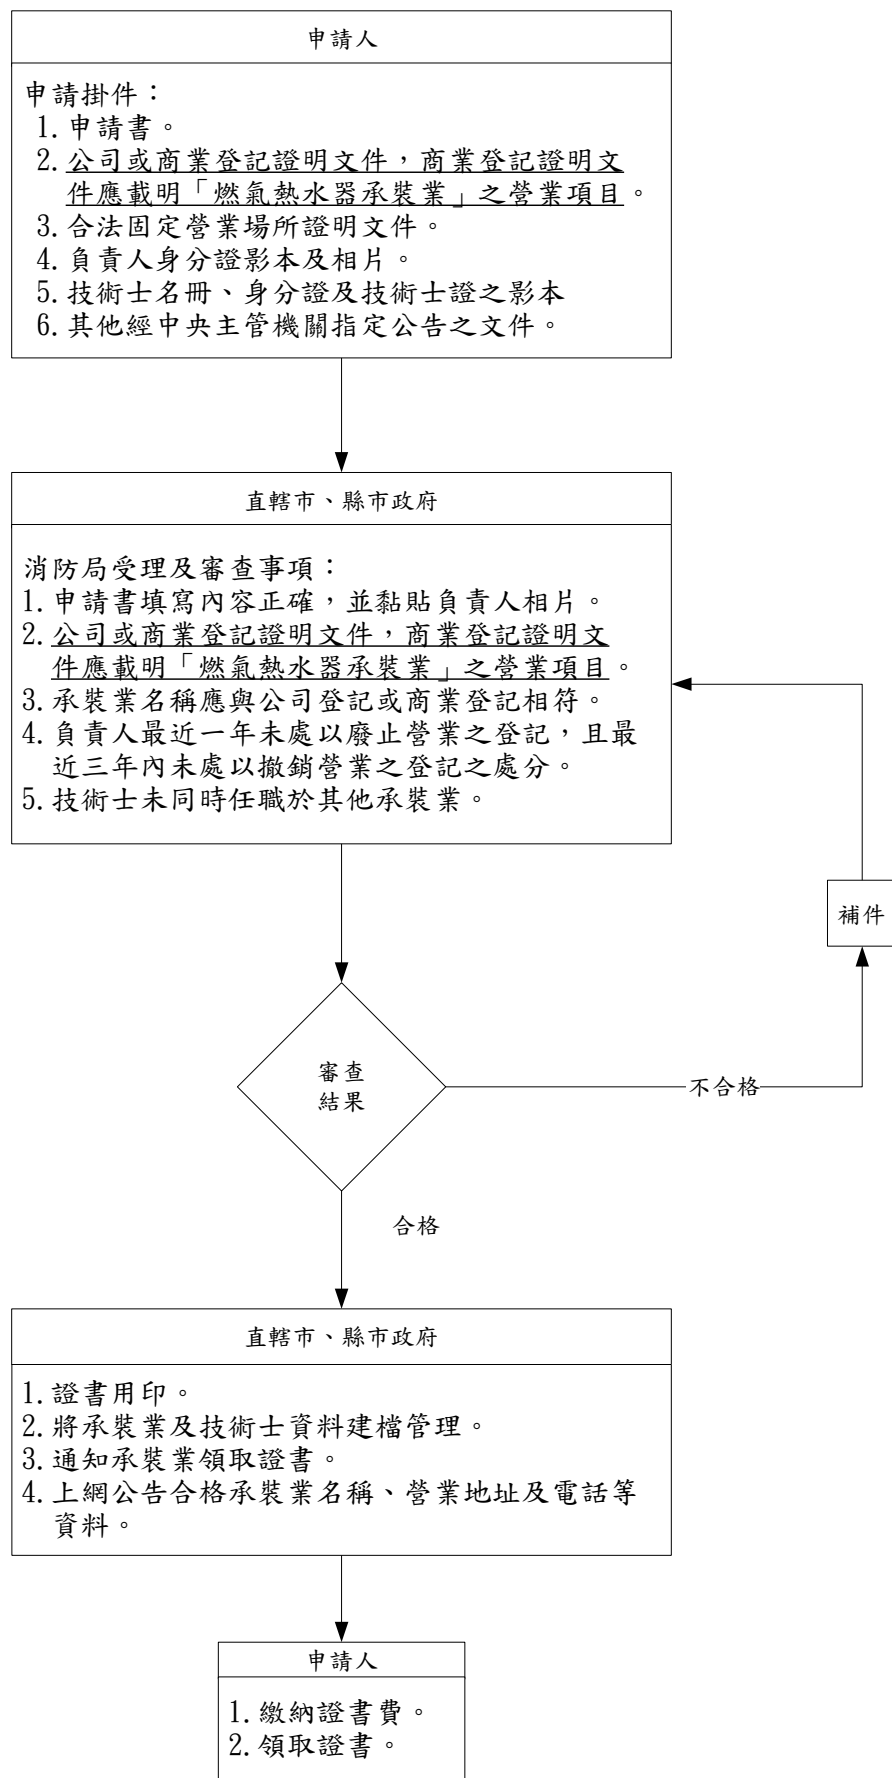 申請人
申請掛件：
1.申請書。
2.公司或商業登記證明文件，商業登記證明文
件應載明「燃氣熱水器承裝業」之營業項目。
3.合法固定營業場所證明文件。
4.負責人身分證影本及相片。
5.技術士名冊、身分證及技術士證之影本
6.其他經中央主管機關指定公告之文件。
直轄市、縣市政府
消防局受理及審查事項：
1.申請書填寫內容正確，並黏貼負責人相片。
2.公司或商業登記證明文件，商業登記證明文
件應載明「燃氣熱水器承裝業」之營業項目。
3.承裝業名稱應與公司登記或商業登記相符。
4.負責人最近一年未處以廢止營業之登記，且最
近三年內未處以撤銷營業之登記之處分。
5.技術士未同時任職於其他承裝業。
補件
審查
結果
不合格
合格
直轄市、縣市政府
1.證書用印。
2.將承裝業及技術士資料建檔管理。
3.通知承裝業領取證書。
4.上網公告合格承裝業名稱、營業地址及電話等
資料。
申請人
1.繳納證書費。
2.領取證書。